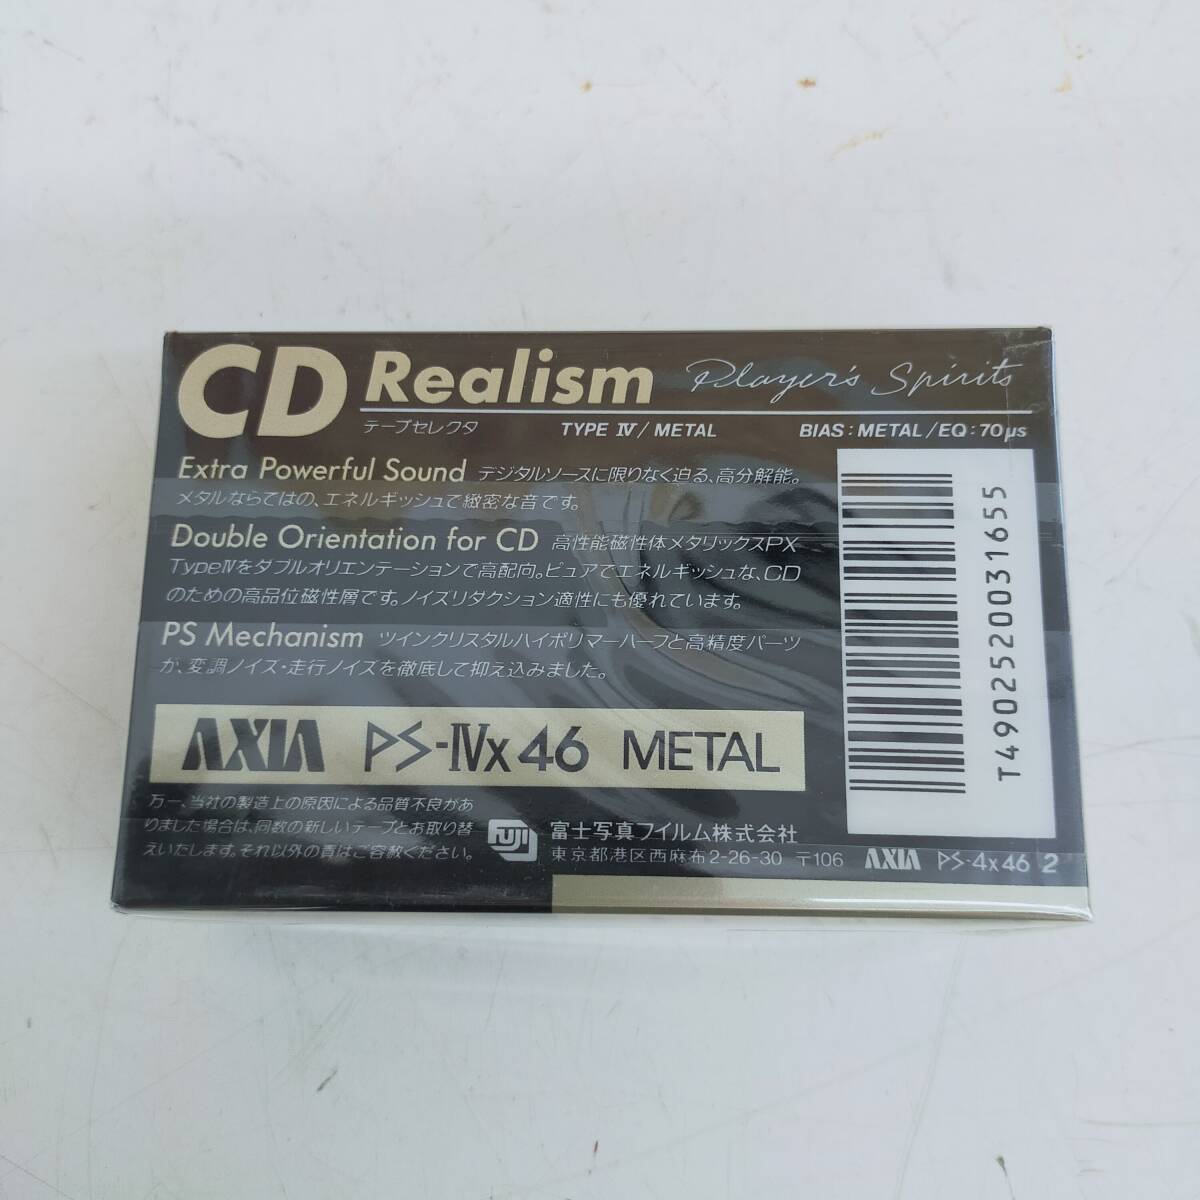 CD Realism Player's Spirits
テープセレクタ TYPE Ⅳ/METAL BIAS:METAL/EQ:70μs
Extra Powerful Sound デジタルソースに限りなく迫る、高分解能。
メタルならではの、エネルギッシュで緻密な音です。
Double Orientation for CD 高性能磁性体メタリックスPX
TypeⅣをダブルオリエンテーションで高配向。ピュアでエネルギッシュな、CD
のための高品位磁性層です。ノイズリダクション適性にも優れています。
PS Mechanism ツインクリスタルハイポリマーハーフと高精度パーツ
が、変調ノイズ・走行ノイズを徹底して抑え込みました。
AXIA PS-Ⅳx46 METAL
万一、当社の製造上の原因による品質不良があ
りました場合は、同数の新しいテープとお取り替
えいたします。それ以外の責はご容赦ください。
FUJI 富士写真フイルム株式会社
東京都港区西麻布2-26-30 〒106 AXIA PS-4x46 2
T4902520031655